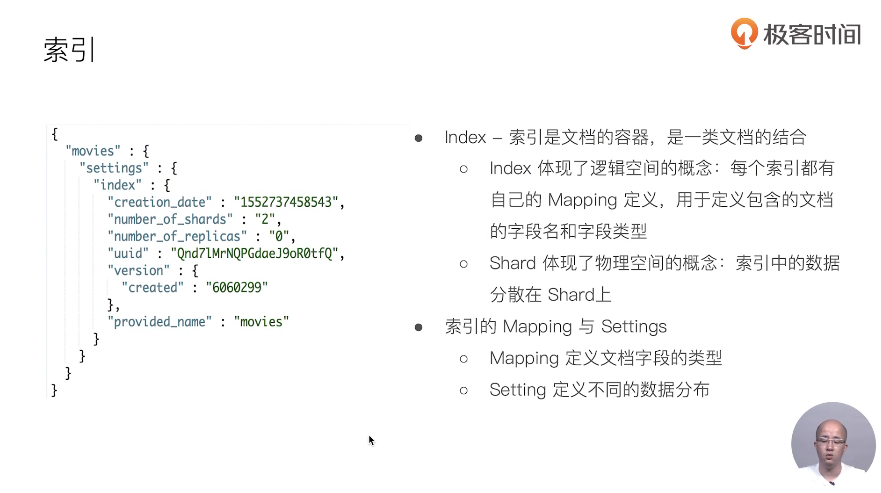 索引
极客时间
{
"movies" : {
"settings" : {
"index" : {
"creation_date" : "1552737458543",
"number_of_shards" : "2",
"number_of_replicas" : "0",
"uuid" : "Qnd7lMrNQPGdaeJ9oR0tfQ",
"version" : {
"created" : "6060299"
},
"provided_name" : "movies"
}
}
}
}
Index – 索引是文档的容器，是一类文档的结合
Index 体现了逻辑空间的概念：每个索引都有
自己的 Mapping 定义，用于定义包含的文档
的字段名和字段类型
Shard 体现了物理空间的概念：索引中的数据
分散在 Shard上
索引的 Mapping 与 Settings
Mapping 定义文档字段的类型
Setting 定义不同的数据分布